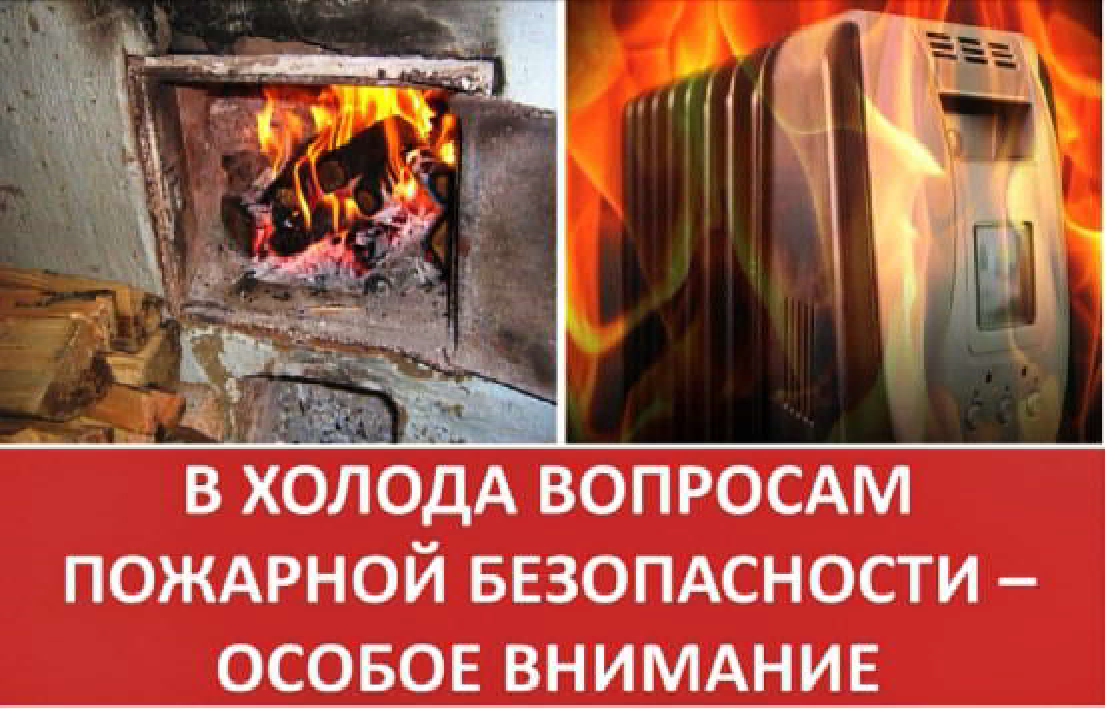 В ХОЛОДА ВОПРОСАМ
ПОЖАРНОЙ БЕЗОПАСНОСТИ –
ОСОБОЕ ВНИМАНИЕ